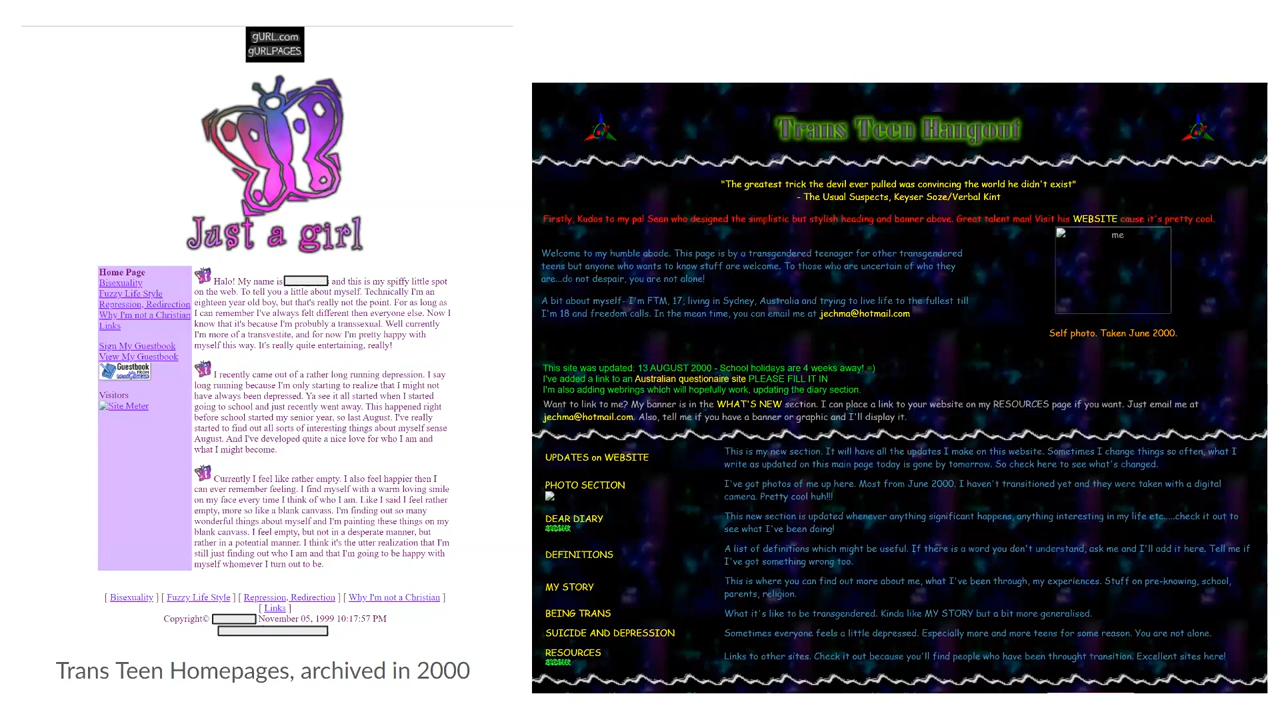 gURL.com
gURLPAGES
Just a girl
Home Page
Bisexuality
Fuzzy Life Style
Repression, Redirection
Why I'm not a Christian
Links
Sign My Guestbook
View My Guestbook
Guestbook
Visitors
Site Meter
Halo! My name is and this is my spiffy little spot
on the web. To tell you a little about myself. Technically I'm an
eighteen year old boy, but that's really not the point. For as long as
I can remember I've always felt different then everyone else. Now I
know that it's because I'm probably a transsexual. Well currently
I'm more of a transvestite, and for now I'm pretty happy with
myself this way. It's really quite entertaining, really!
I recently came out of a rather long running depression. I say
long running because I'm only starting to realize that I might not
have always been depressed. Ya see it all started when I started
going to school and just recently went away. This happened right
before school started my senior year, so last August. I've really
started to find out all sorts of interesting things about myself sense
August. And I've developed quite a nice love for who I am and
what I might become.
Currently I feel like rather empty. I also feel happier then I
can ever remember feeling. I find myself with a warm loving smile
on my face every time I think of who I am. Like I said I feel rather
empty, more so like a blank canvass. I'm finding out so many
wonderful things about myself and I'm painting these things on my
blank canvass. I feel empty, but not in a desperate manner, but
rather in a potential manner. I think it's the utter realization that I'm
still just finding out who I am and that I'm going to be happy with
myself whomever I turn out to be.
[ Bisexuality ] [ Fuzzy Life Style ] [ Repression, Redirection ] [ Why I'm not a Christian ]
[ Links ]
Copyright© November 05, 1999 10:17:57 PM
Trans Teen Homepages, archived in 2000
Trans Teen Hangout
"The greatest trick the devil ever pulled was convincing the world he didn't exist"
- The Usual Suspects, Keyser Soze/Verbal Kint
Firstly, Kudos to my pal Sean who designed the simplistic but stylish heading and banner above. Great talent man! Visit his WEBSITE cause it's pretty cool.
me
Welcome to my humble abode. This page is by a transgendered teenager for other transgendered
teens but anyone who wants to know stuff are welcome. To those who are uncertain of who they
are...do not despair, you are not alone!
A bit about myself- I'm FTM, 17; living in Sydney, Australia and trying to live life to the fullest till
I'm 18 and freedom calls. In the mean time, you can email me at jechma@hotmail.com
Self photo. Taken June 2000.
This site was updated: 13 AUGUST 2000 - School holidays are 4 weeks away! =)
I've added a link to an Australian questionaire site PLEASE FILL IT IN
I'm also adding webrings which will hopefully work, updating the diary section.
Want to link to me? My banner is in the WHAT'S NEW section. I can place a link to your website on my RESOURCES page if you want. Just email me at
jechma@hotmail.com. Also, tell me if you have a banner or graphic and I'll display it.
UPDATES on WEBSITE
This is my new section. It will have all the updates I make on this website. Sometimes I change things so often, what I
write as updated on this main page today is gone by tomorrow. So check here to see what's changed.
PHOTO SECTION
I've got photos of me up here. Most from June 2000. I haven't transitioned yet and they were taken with a digital
camera. Pretty cool huh!!!
DEAR DIARY
This new section is updated whenever anything significant happens, anything interesting in my life etc.....check it out to
see what I've been doing!
DEFINITIONS
A list of definitions which might be useful. If there is a word you don't understand, ask me and I'll add it here. Tell me if
I've got something wrong too.
MY STORY
This is where you can find out more about me, what I've been through, my experiences. Stuff on pre-knowing, school,
parents, religion.
BEING TRANS
What it's like to be transgendered. Kinda like MY STORY but a bit more generalised.
SUICIDE AND DEPRESSION
Sometimes everyone feels a little depressed. Especially more and more teens for some reason. You are not alone.
RESOURCES
Links to other sites. Check it out because you'll find people who have been throught transition. Excellent sites here!